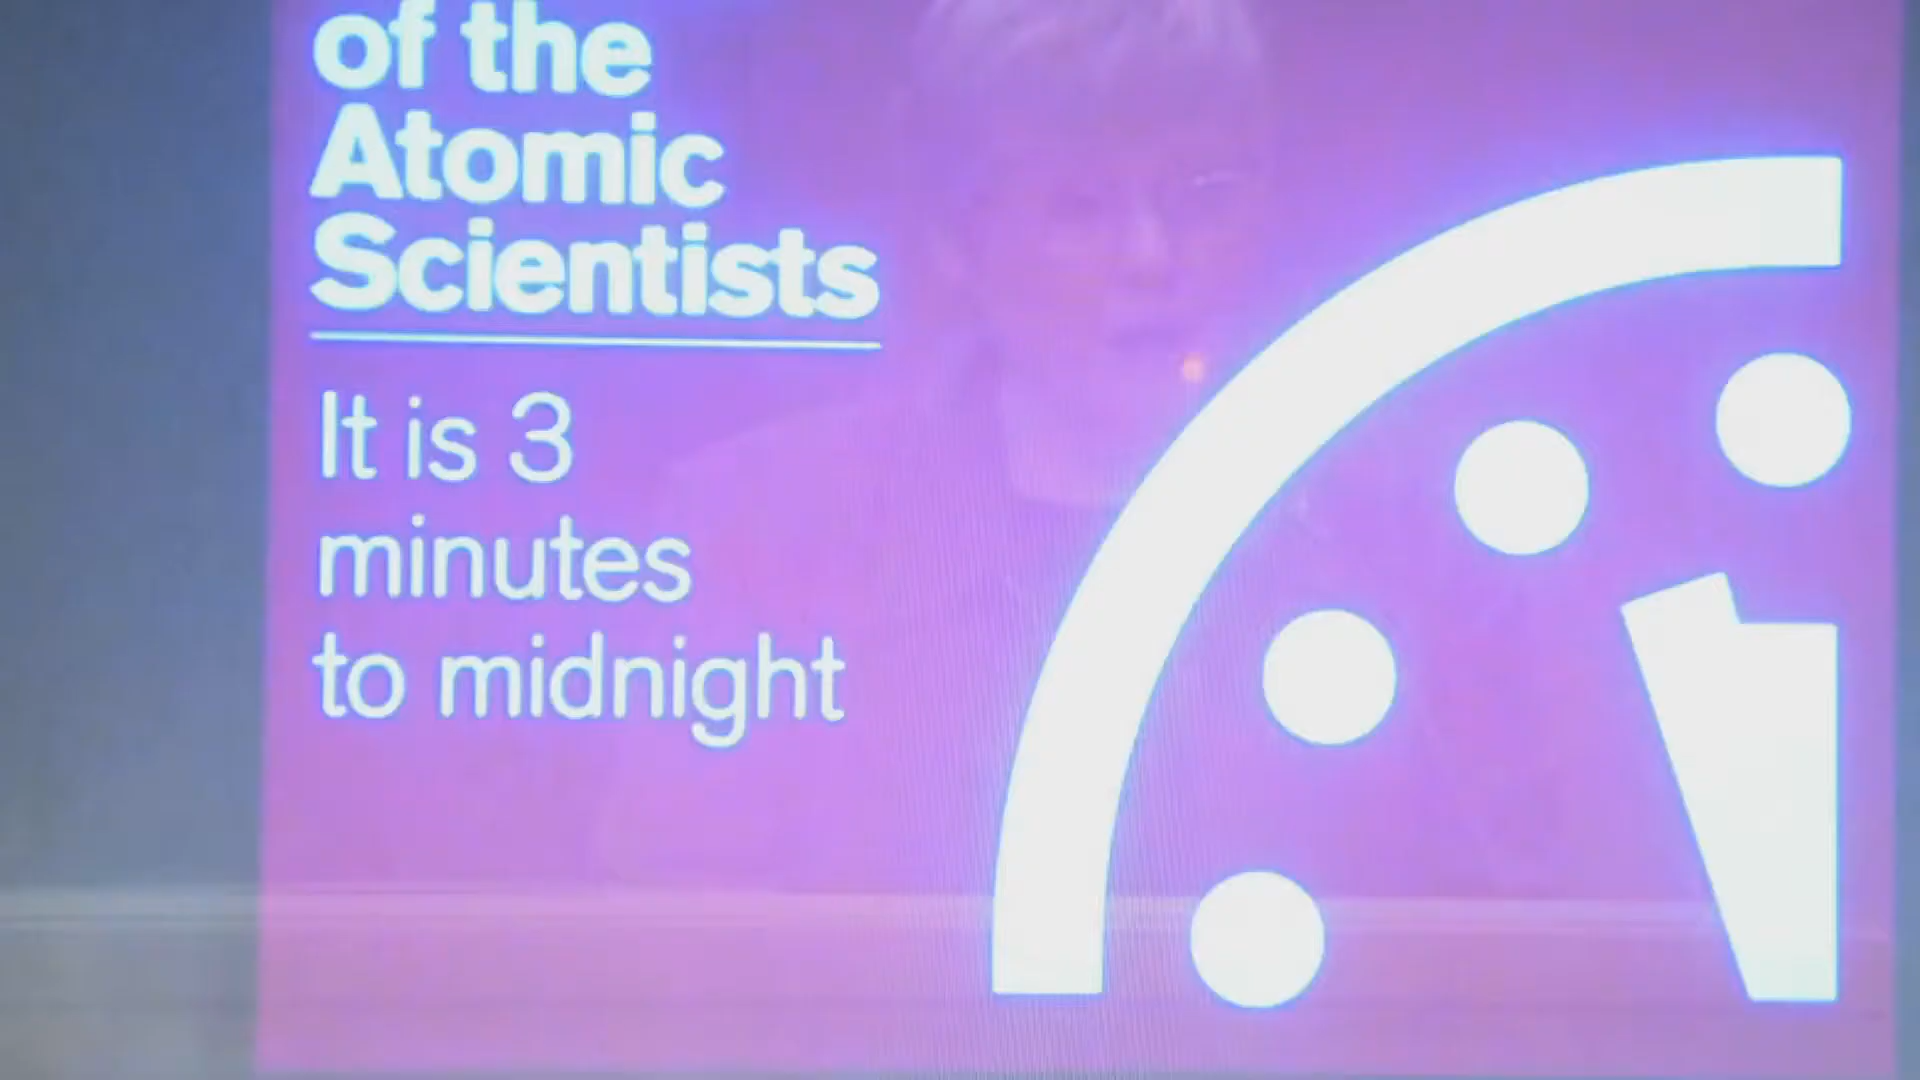 of the
Atomic
Scientists
It is 3
minutes
to midnight